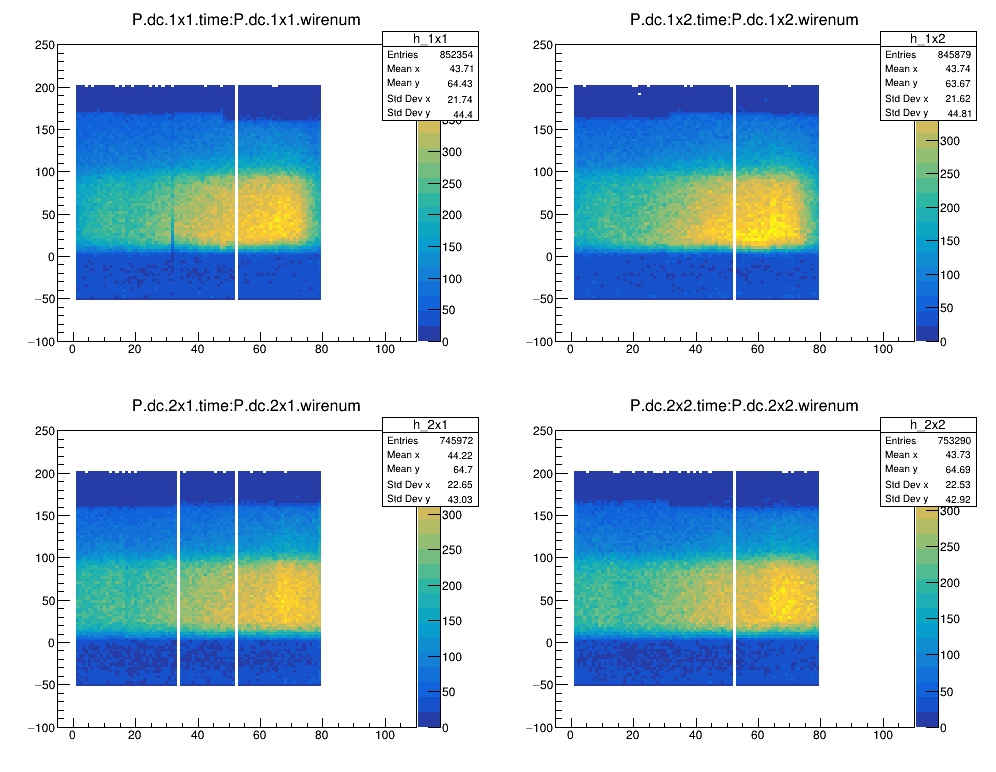 P.dc.1x1.time:P.dc.1x1.wirenum
h_1x1
Entries 852354
Mean x 43.71
Mean y 64.43
Std Dev x 21.74
Std Dev y 44.4
250
200
150
100
50
0
−50
−100
0 20 40 60 80 100
350
300
250
200
150
100
50
0
P.dc.1x2.time:P.dc.1x2.wirenum
h_1x2
Entries 845879
Mean x 43.74
Mean y 63.67
Std Dev x 21.62
Std Dev y 44.81
250
200
150
100
50
0
−50
−100
0 20 40 60 80 100
300
250
200
150
100
50
0
P.dc.2x1.time:P.dc.2x1.wirenum
h_2x1
Entries 745972
Mean x 44.22
Mean y 64.7
Std Dev x 22.65
Std Dev y 43.03
250
200
150
100
50
0
−50
−100
0 20 40 60 80 100
300
250
200
150
100
50
0
P.dc.2x2.time:P.dc.2x2.wirenum
h_2x2
Entries 753290
Mean x 43.73
Mean y 64.69
Std Dev x 22.53
Std Dev y 42.92
250
200
150
100
50
0
−50
−100
0 20 40 60 80 100
300
250
200
150
100
50
0